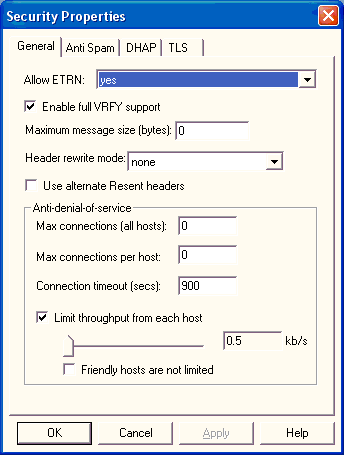 Security Properties
General Anti Spam DHAP TLS
Allow ETRN: yes
Enable full VRFY support
Maximum message size (bytes): 0
Header rewrite mode: none
Use alternate Resent headers
Anti-denial-of-service
Max connections (all hosts): 0
Max connections per host: 0
Connection timeout (secs): 900
Limit throughput from each host
0.5 kb/s
Friendly hosts are not limited
OK Cancel Apply Help